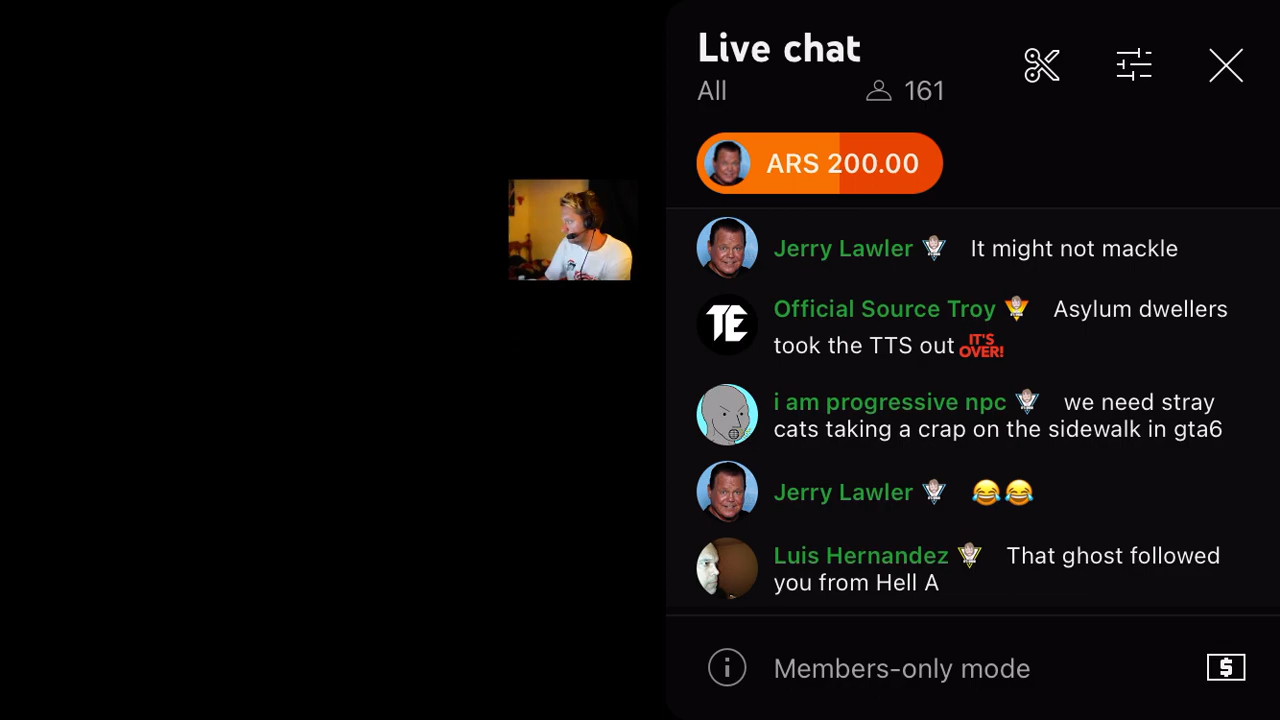 Live chat
All 161
ARS 200.00
Jerry Lawler It might not mackle
TE Official Source Troy Asylum dwellers
took the TTS out IT'S OVER!
i am progressive npc we need stray
cats taking a crap on the sidewalk in gta6
Jerry Lawler 😂😂
Luis Hernandez That ghost followed
you from Hell A
Members-only mode